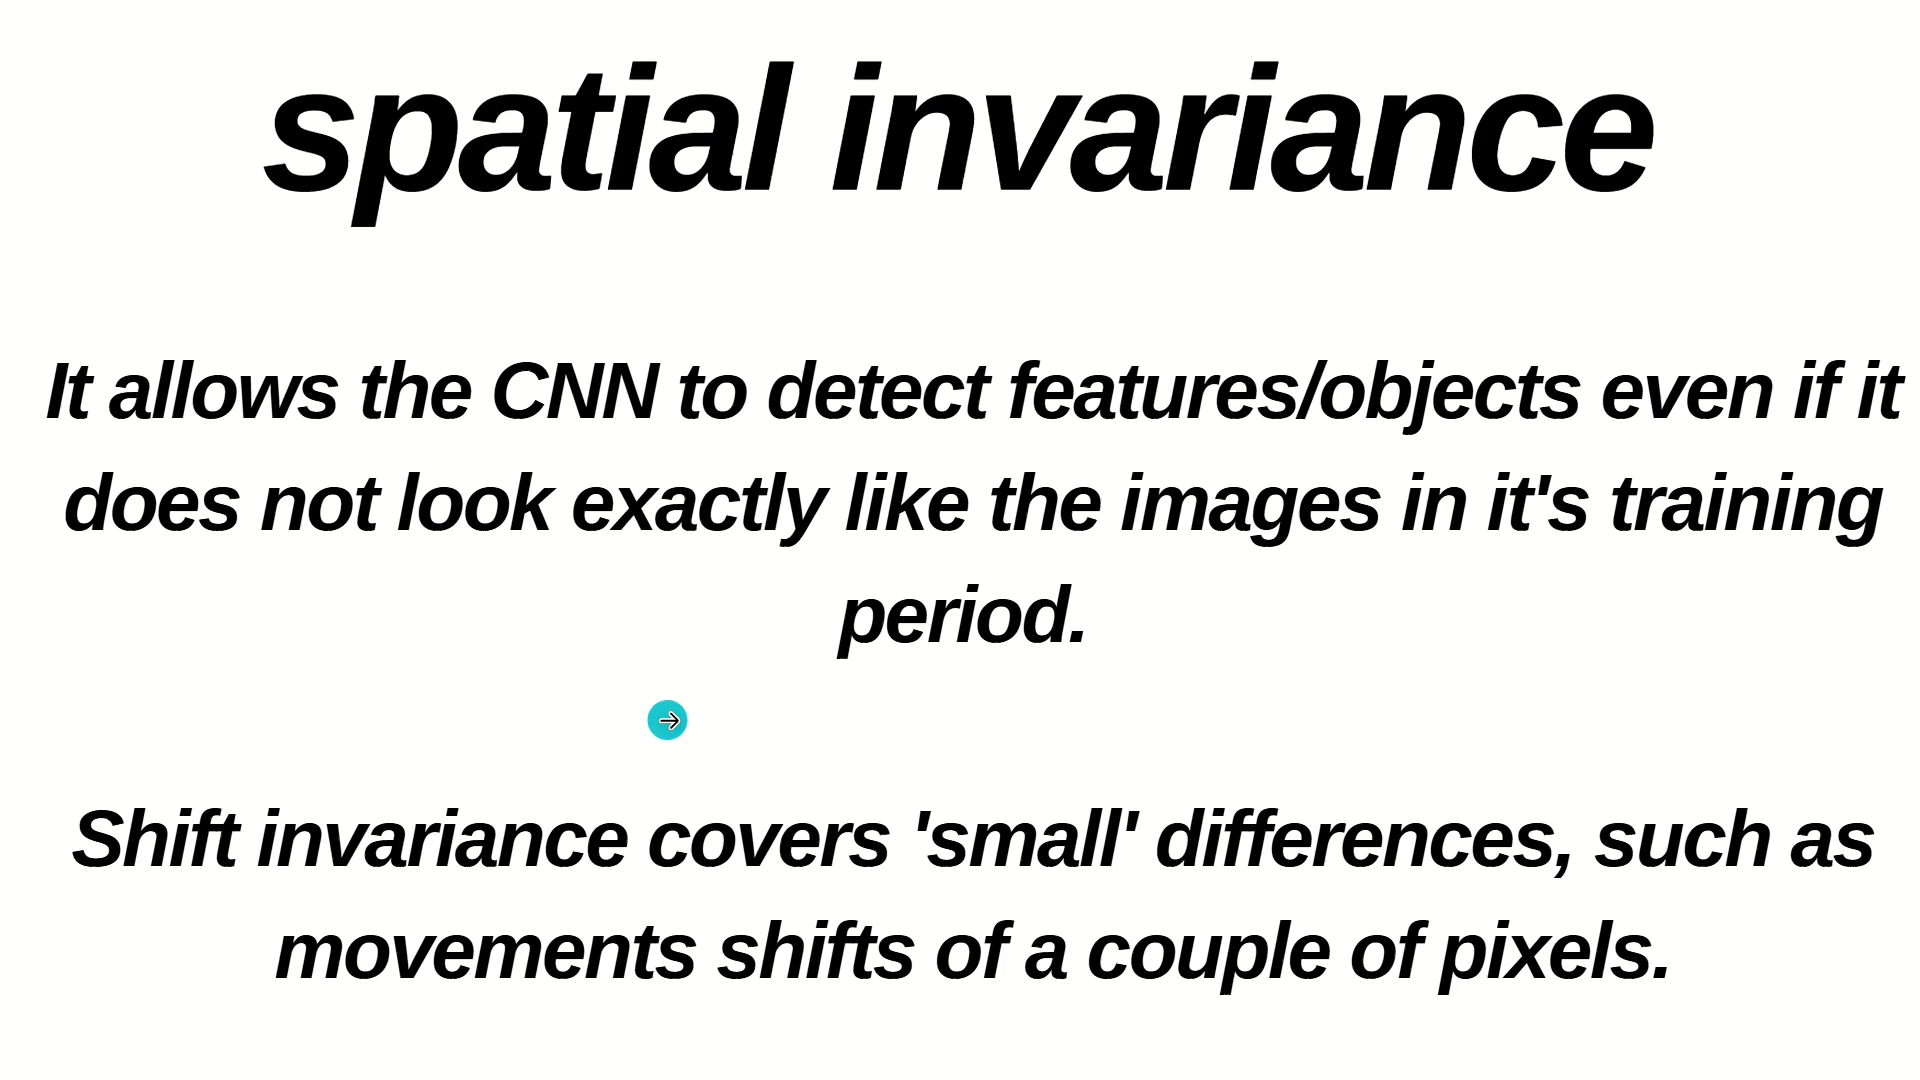 spatial invariance
It allows the CNN to detect features/objects even if it
does not look exactly like the images in it's training
period.
Shift invariance covers 'small' differences, such as
movements shifts of a couple of pixels.